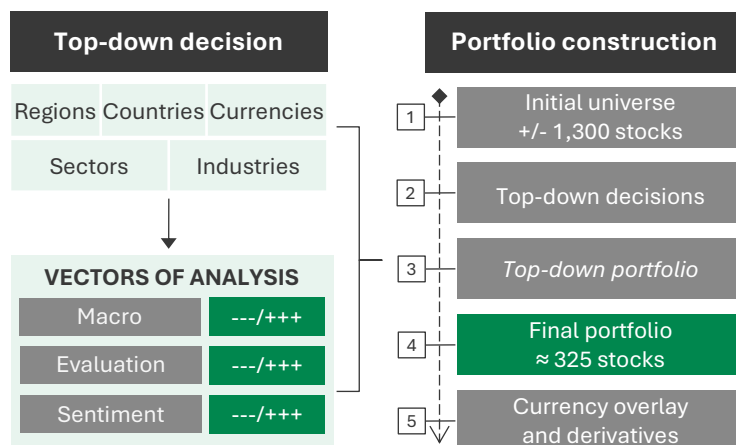 Top-down decision
Regions
Countries
Currencies
Sectors
Industries
VECTORS OF ANALYSIS
Macro
---/+++
Evaluation
---/+++
Sentiment
---/+++
Portfolio construction
1
Initial universe
+/- 1,300 stocks
2
Top-down decisions
3
Top-down portfolio
4
Final portfolio
≈ 325 stocks
5
Currency overlay
and derivatives